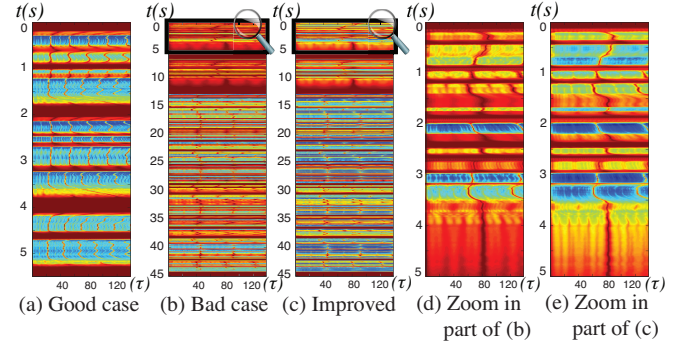 t(s) t(s) t(s) t(s) t(s)
0 0 0 0 0
1 5 5 1 1
10 10
2 15 15 2 2
20 20
3 25 25 3 3
30 30
4 35 35 4 4
40 40
5 45 45 5 5
40 80 120 (τ) 40 80 120 (τ) 40 80 120 (τ) 40 80 120 (τ) 40 80 120 (τ)
(a) Good case (b) Bad case (c) Improved (d) Zoom in (e) Zoom in
part of (b) part of (c)